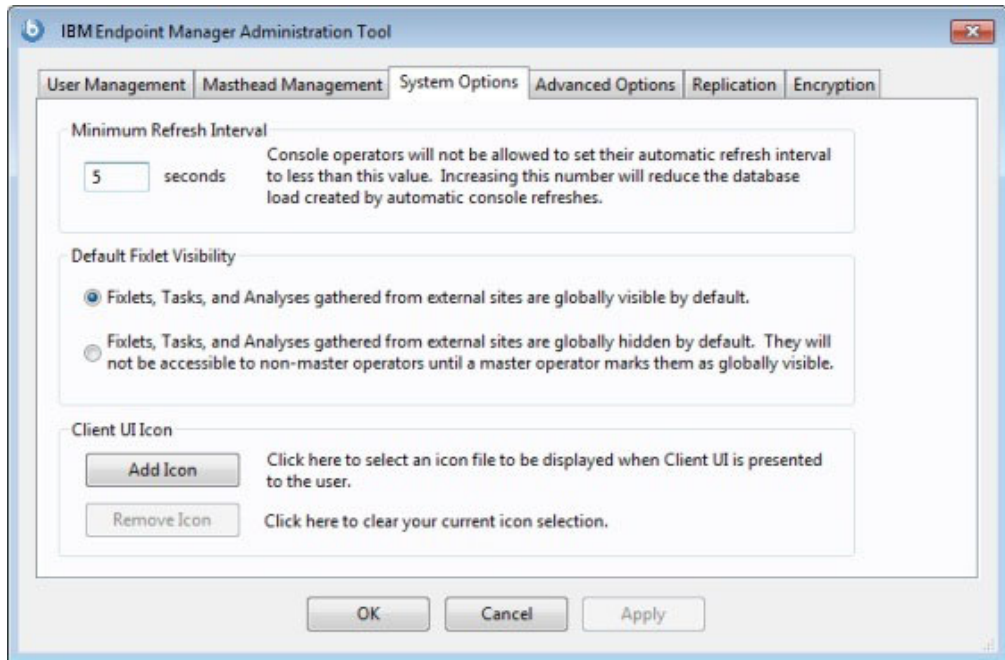 IBM Endpoint Manager Administration Tool
User Management Masthead Management System Options Advanced Options Replication Encryption
Minimum Refresh Interval
5 seconds
Console operators will not be allowed to set their automatic refresh interval
to less than this value. Increasing this number will reduce the database
load created by automatic console refreshes.
Default Fixlet Visibility
Fixlets, Tasks, and Analyses gathered from external sites are globally visible by default.
Fixlets, Tasks, and Analyses gathered from external sites are globally hidden by default. They will
not be accessible to non-master operators until a master operator marks them as globally visible.
Client UI Icon
Add Icon
Click here to select an icon file to be displayed when Client UI is presented
to the user.
Remove Icon
Click here to clear your current icon selection.
OK Cancel Apply